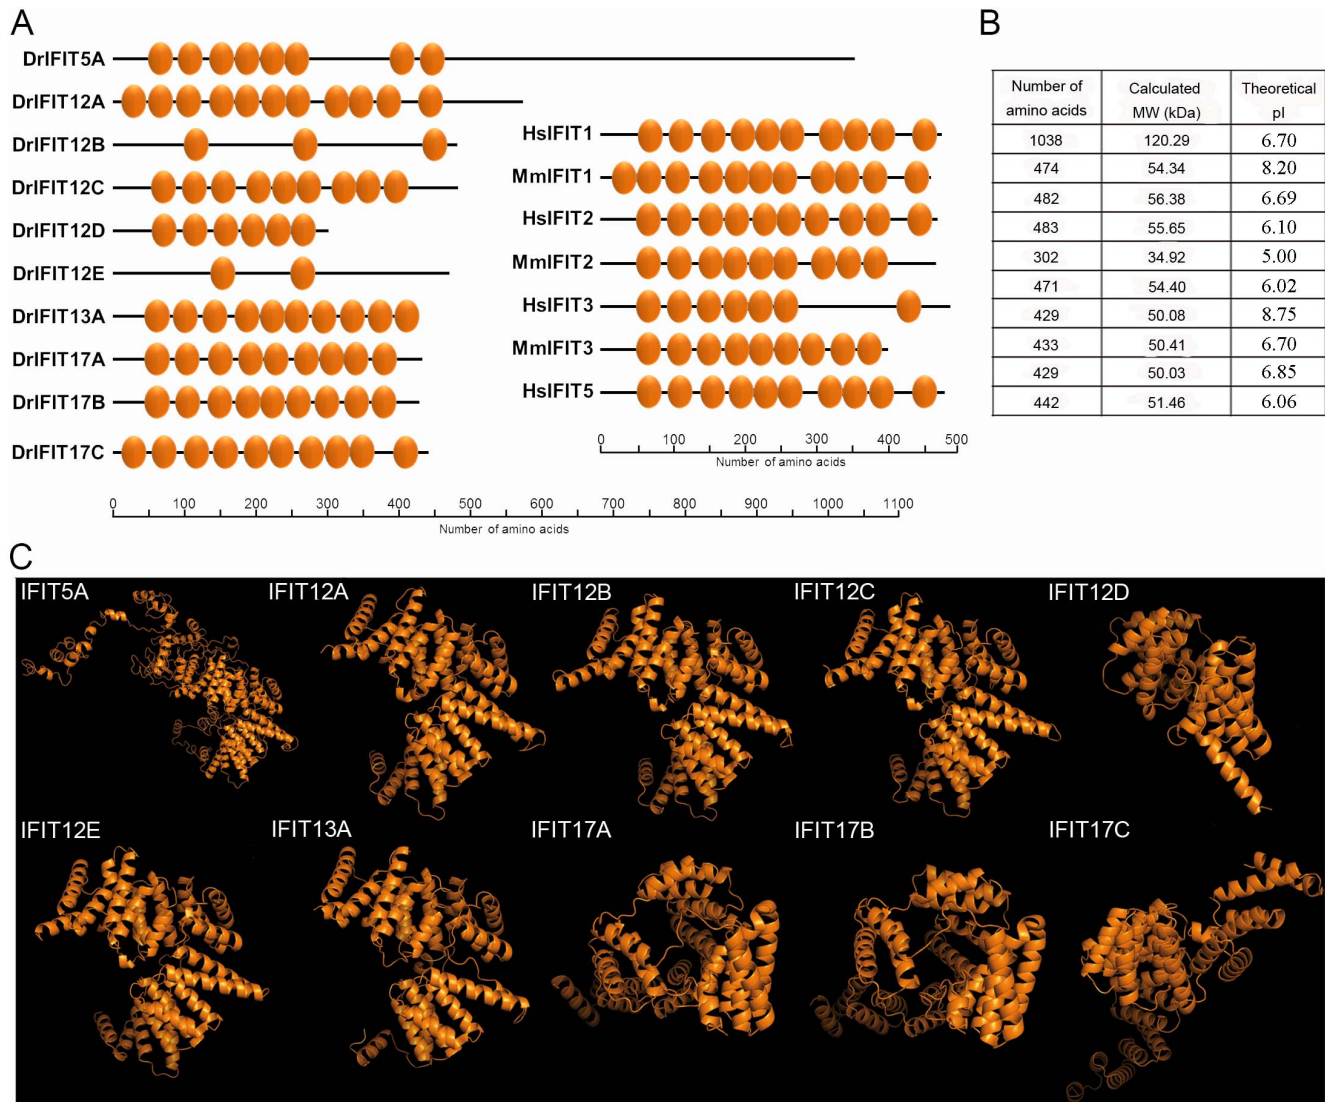 A
B
DrIFIT5A
DrIFIT12A
DrIFIT12B
DrIFIT12C
DrIFIT12D
DrIFIT12E
DrIFIT13A
DrIFIT17A
DrIFIT17B
DrIFIT17C
0 100 200 300 400 500 600 700 800 900 1000 1100
Number of amino acids
HsIFIT1
MmIFIT1
HsIFIT2
MmIFIT2
HsIFIT3
MmIFIT3
HsIFIT5
0 100 200 300 400 500
Number of amino acids
Number of Calculated Theoretical
amino acids MW (kDa) pI
1038 120.29 6.70
474 54.34 8.20
482 56.38 6.69
483 55.65 6.10
302 34.92 5.00
471 54.40 6.02
429 50.08 8.75
433 50.41 6.70
429 50.03 6.85
442 51.46 6.06
C
IFIT5A IFIT12A IFIT12B IFIT12C IFIT12D
IFIT12E IFIT13A IFIT17A IFIT17B IFIT17C